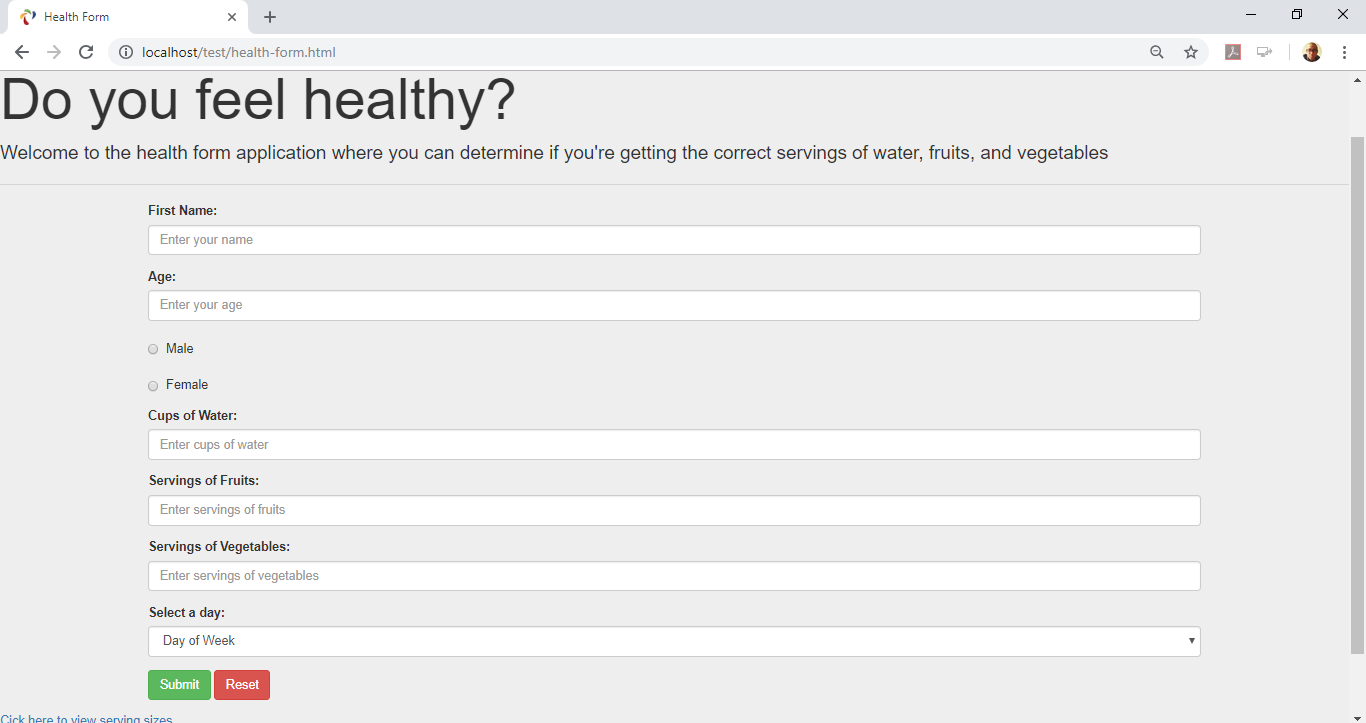 Health Form
localhost/test/health-form.html
Do you feel healthy?
Welcome to the health form application where you can determine if you're getting the correct servings of water, fruits, and vegetables
First Name:
Enter your name
Age:
Enter your age
Male
Female
Cups of Water:
Enter cups of water
Servings of Fruits:
Enter servings of fruits
Servings of Vegetables:
Enter servings of vegetables
Select a day:
Day of Week
Submit Reset
Cick here to view serving sizes